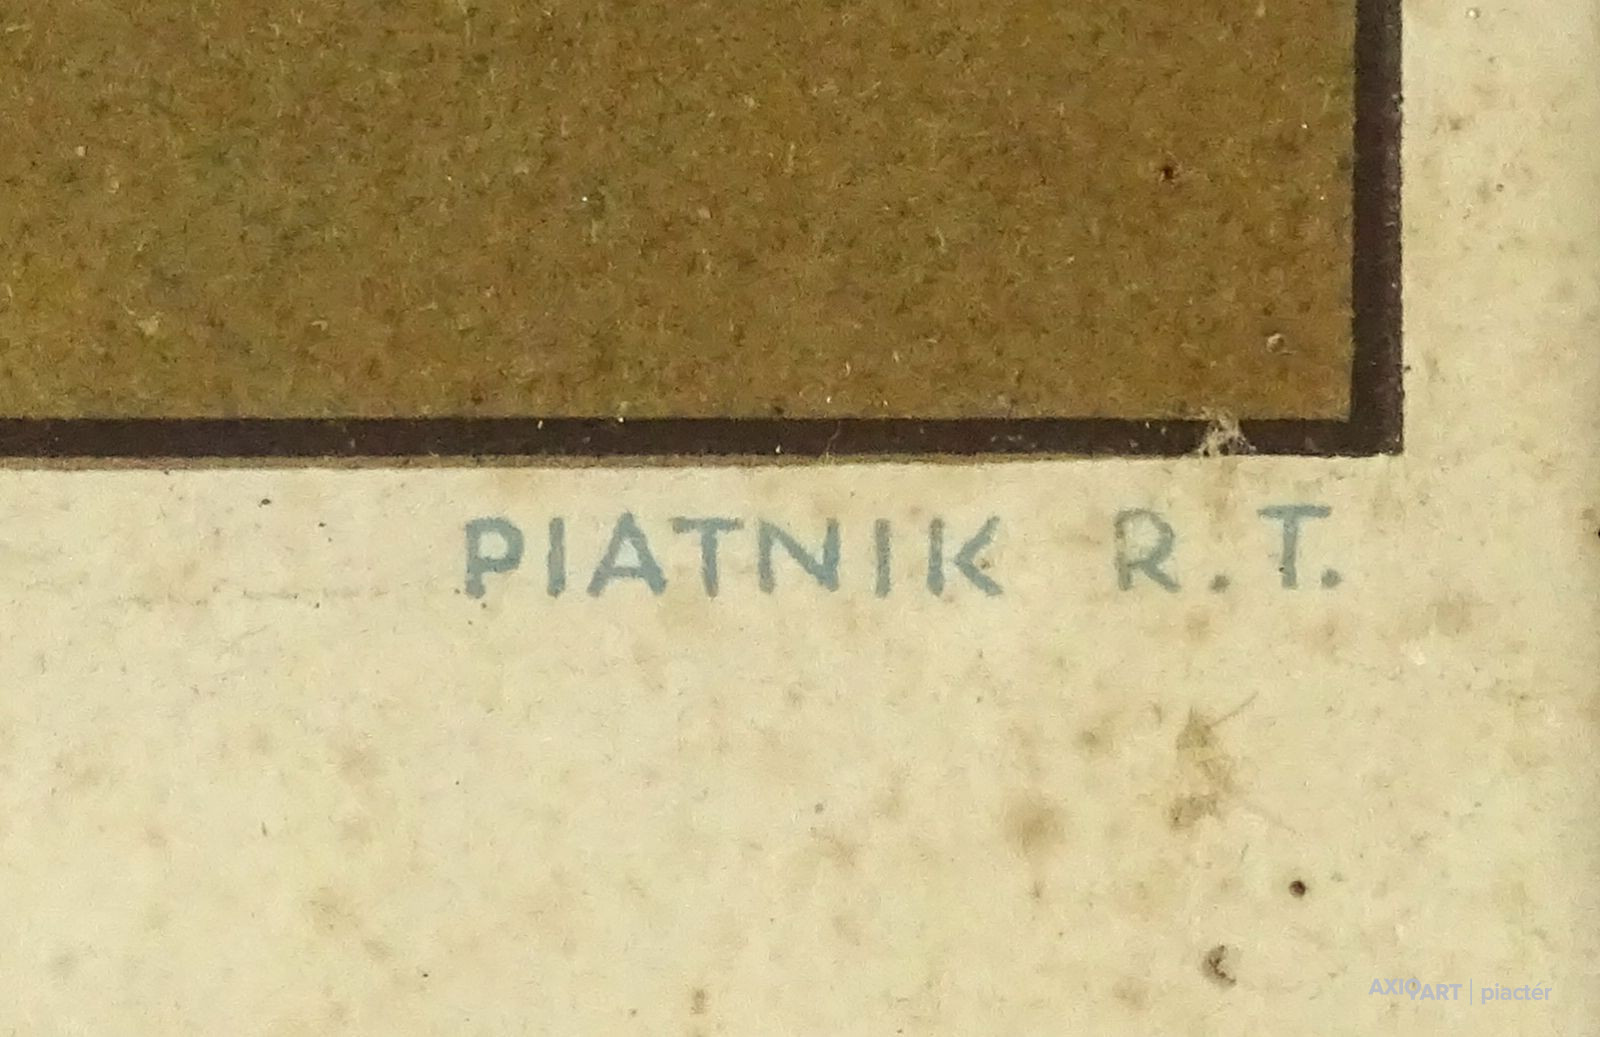 PIATNIK R.T.
AXIOART | piactér